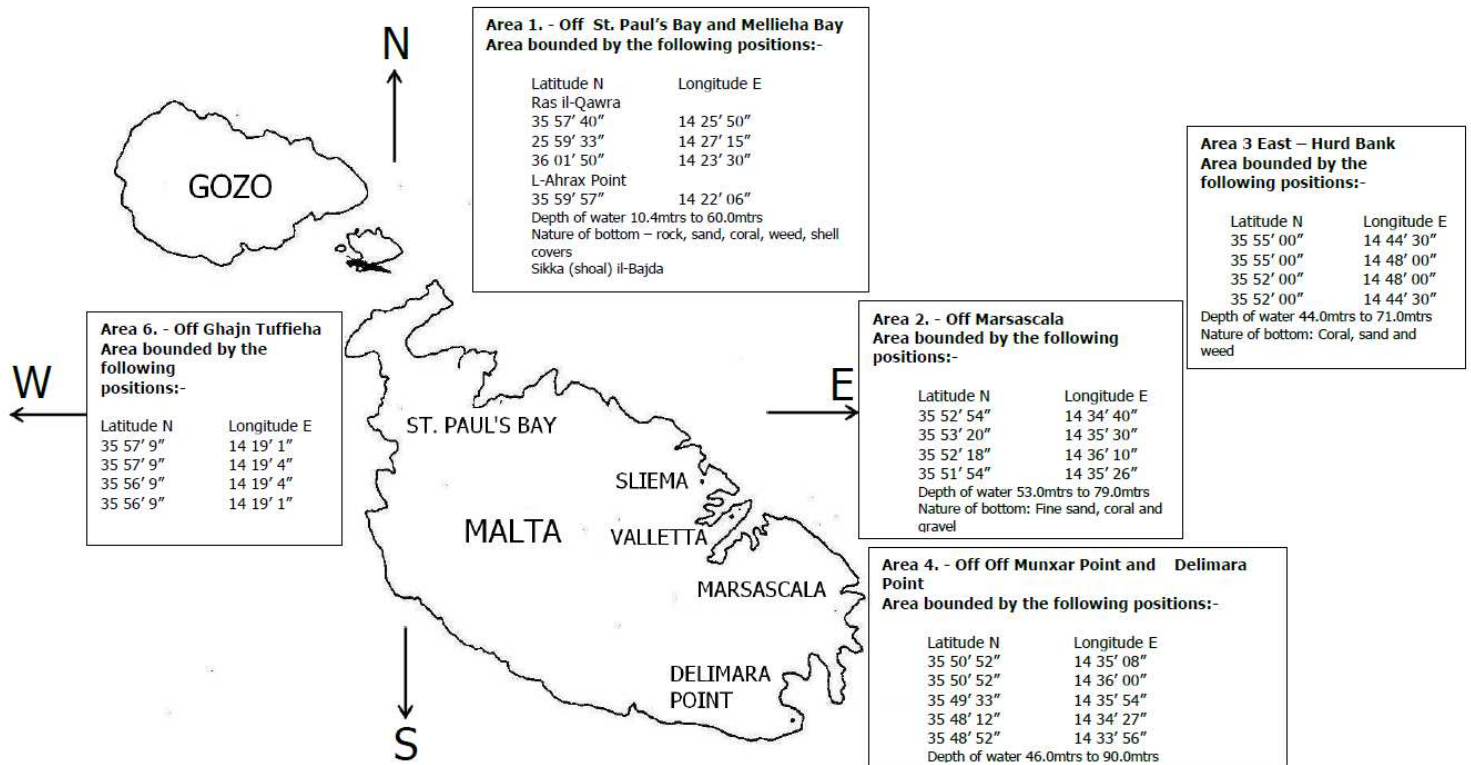 N
Area 1. - Off St. Paul's Bay and Mellieha Bay
Area bounded by the following positions:-
Latitude N Longitude E
Ras il-Qawra
35 57' 40” 14 25' 50”
25 59' 33” 14 27' 15”
36 01' 50” 14 23' 30”
L-Ahrax Point
35 59' 57” 14 22' 06”
Depth of water 10.4mtrs to 60.0mtrs
Nature of bottom – rock, sand, coral, weed, shell
covers
Sikka (shoal) il-Bajda
Area 3 East – Hurd Bank
Area bounded by the
following positions:-
Latitude N Longitude E
35 55' 00” 14 44' 30”
35 55' 00” 14 48' 00”
35 52' 00” 14 48' 00”
35 52' 00” 14 44' 30”
Depth of water 44.0mtrs to 71.0mtrs
Nature of bottom: Coral, sand and
weed
GOZO
W
Area 6. - Off Ghajn Tuffieha
Area bounded by the
following
positions:-
Latitude N Longitude E
35 57' 9” 14 19' 1”
35 57' 9” 14 19' 4”
35 56' 9” 14 19' 4”
35 56' 9” 14 19' 1”
E
Area 2. - Off Marsascala
Area bounded by the following
positions:-
Latitude N Longitude E
35 52' 54” 14 34' 40”
35 53' 20” 14 35' 30”
35 52' 18” 14 36' 10”
35 51' 54” 14 35' 26”
Depth of water 53.0mtrs to 79.0mtrs
Nature of bottom: Fine sand, coral and
gravel
ST. PAUL'S BAY
SLIEMA
MALTA
VALLETTA
MARSASCALA
DELIMARA
POINT
S
Area 4. - Off Off Munxar Point and Delimara
Point
Area bounded by the following positions:-
Latitude N Longitude E
35 50' 52” 14 35' 08”
35 50' 52” 14 36' 00”
35 49' 33” 14 35' 54”
35 48' 12” 14 34' 27”
35 48' 52” 14 33' 56”
Depth of water 46.0mtrs to 90.0mtrs